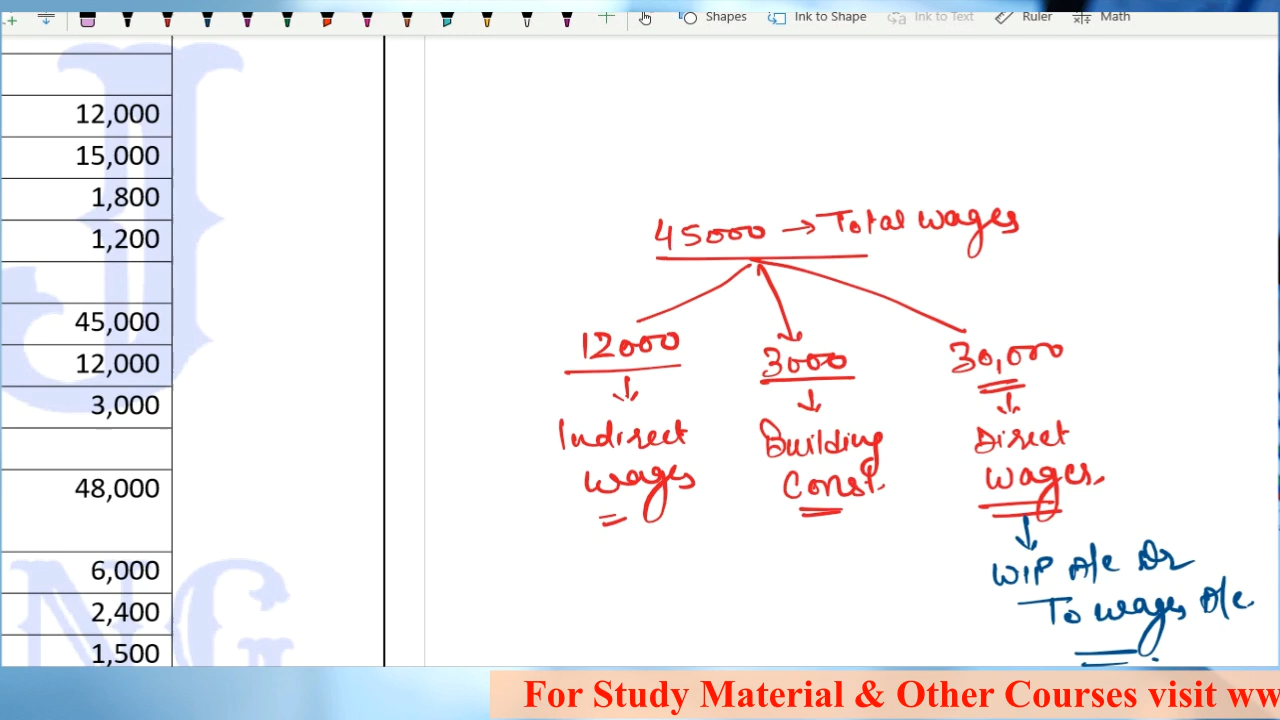 Shapes Ink to Shape Ink to Text Ruler Math
12,000
15,000
1,800
1,200
45,000
12,000
3,000
48,000
6,000
2,400
1,500
45000 → Total wages
12000 3000 30,000
Indirect Building Direct
wages Const. wages.
WIP A/c Dr
To wages A/c
J
NG
For Study Material & Other Courses visit ww